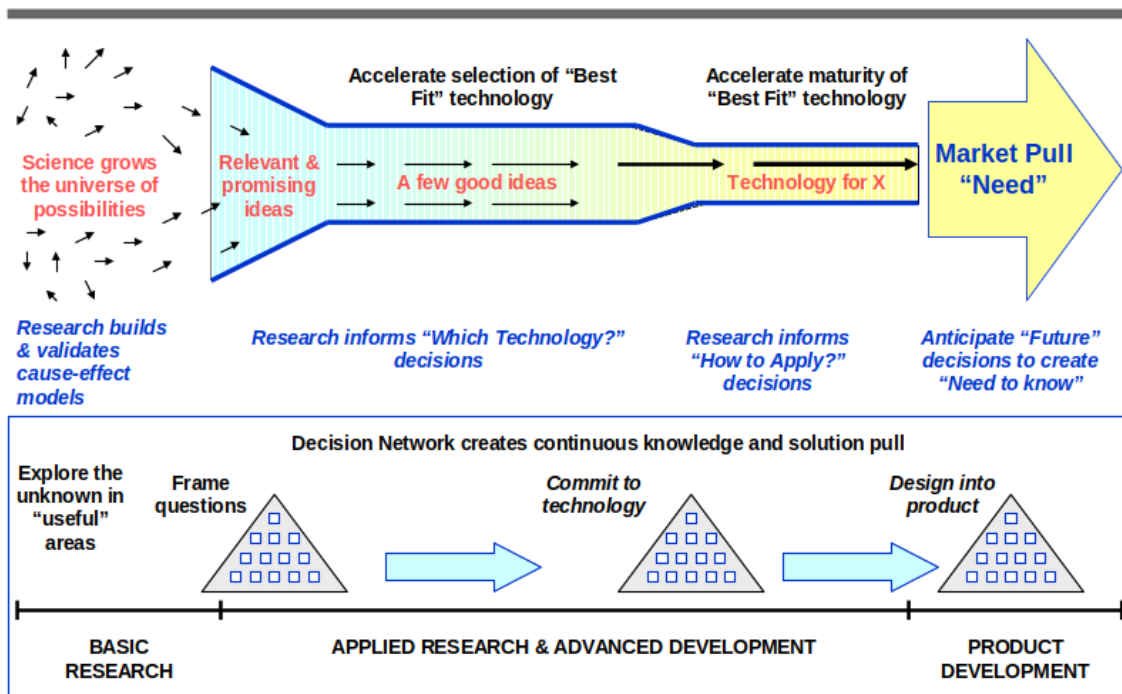 Accelerate selection of “Best
Fit” technology
Accelerate maturity of
“Best Fit” technology
Science grows
the universe of
possibilities
Relevant &
promising
ideas
A few good ideas
Technology for X
Market Pull
“Need”
Research builds
& validates
cause-effect
models
Research informs “Which Technology?”
decisions
Research informs
“How to Apply?”
decisions
Anticipate “Future”
decisions to create
“Need to know”
Decision Network creates continuous knowledge and solution pull
Explore the
unknown in
“useful”
areas
Frame
questions
Commit to
technology
Design into
product
BASIC
RESEARCH
APPLIED RESEARCH & ADVANCED DEVELOPMENT
PRODUCT
DEVELOPMENT